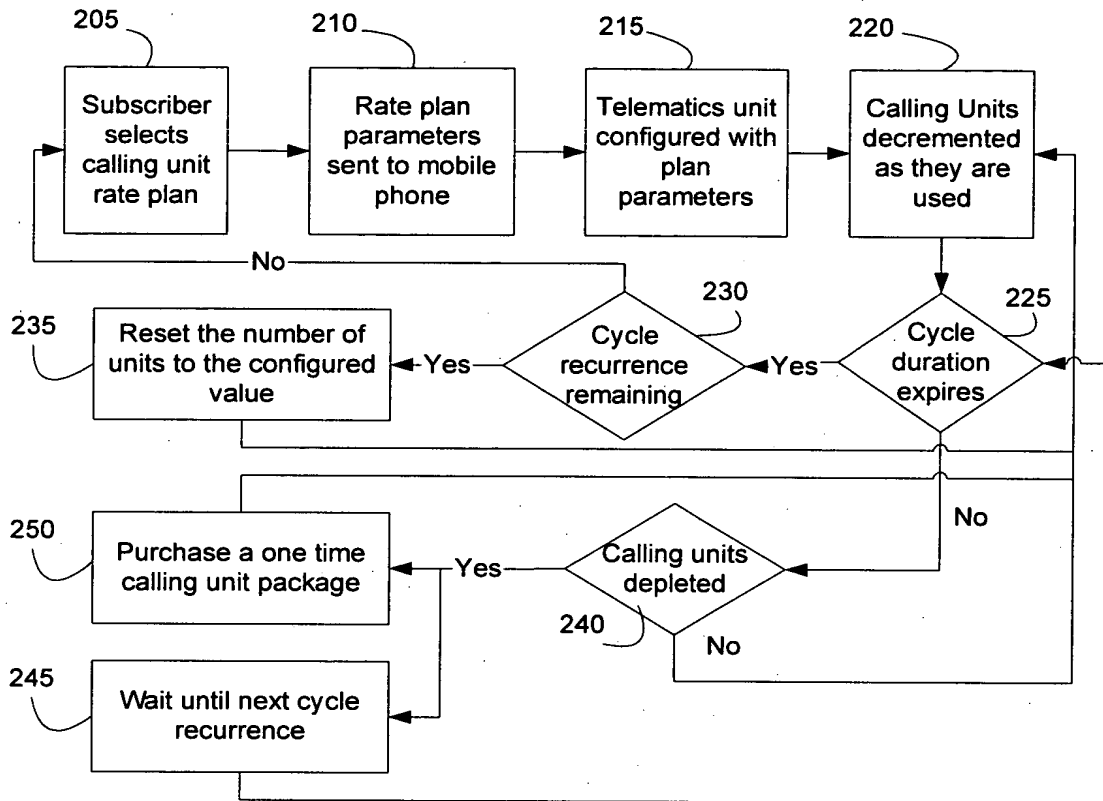 205
210
215
220
Subscriber
selects
calling unit
rate plan
Rate plan
parameters
sent to mobile
phone
Telematics unit
configured with
plan
parameters
Calling Units
decremented
as they are
used
No
235
Reset the number of
units to the configured
value
Yes
230
Cycle
recurrence
remaining
Yes
225
Cycle
duration
expires
No
250
Purchase a one time
calling unit package
Yes
Calling units
depleted
240
No
245
Wait until next cycle
recurrence